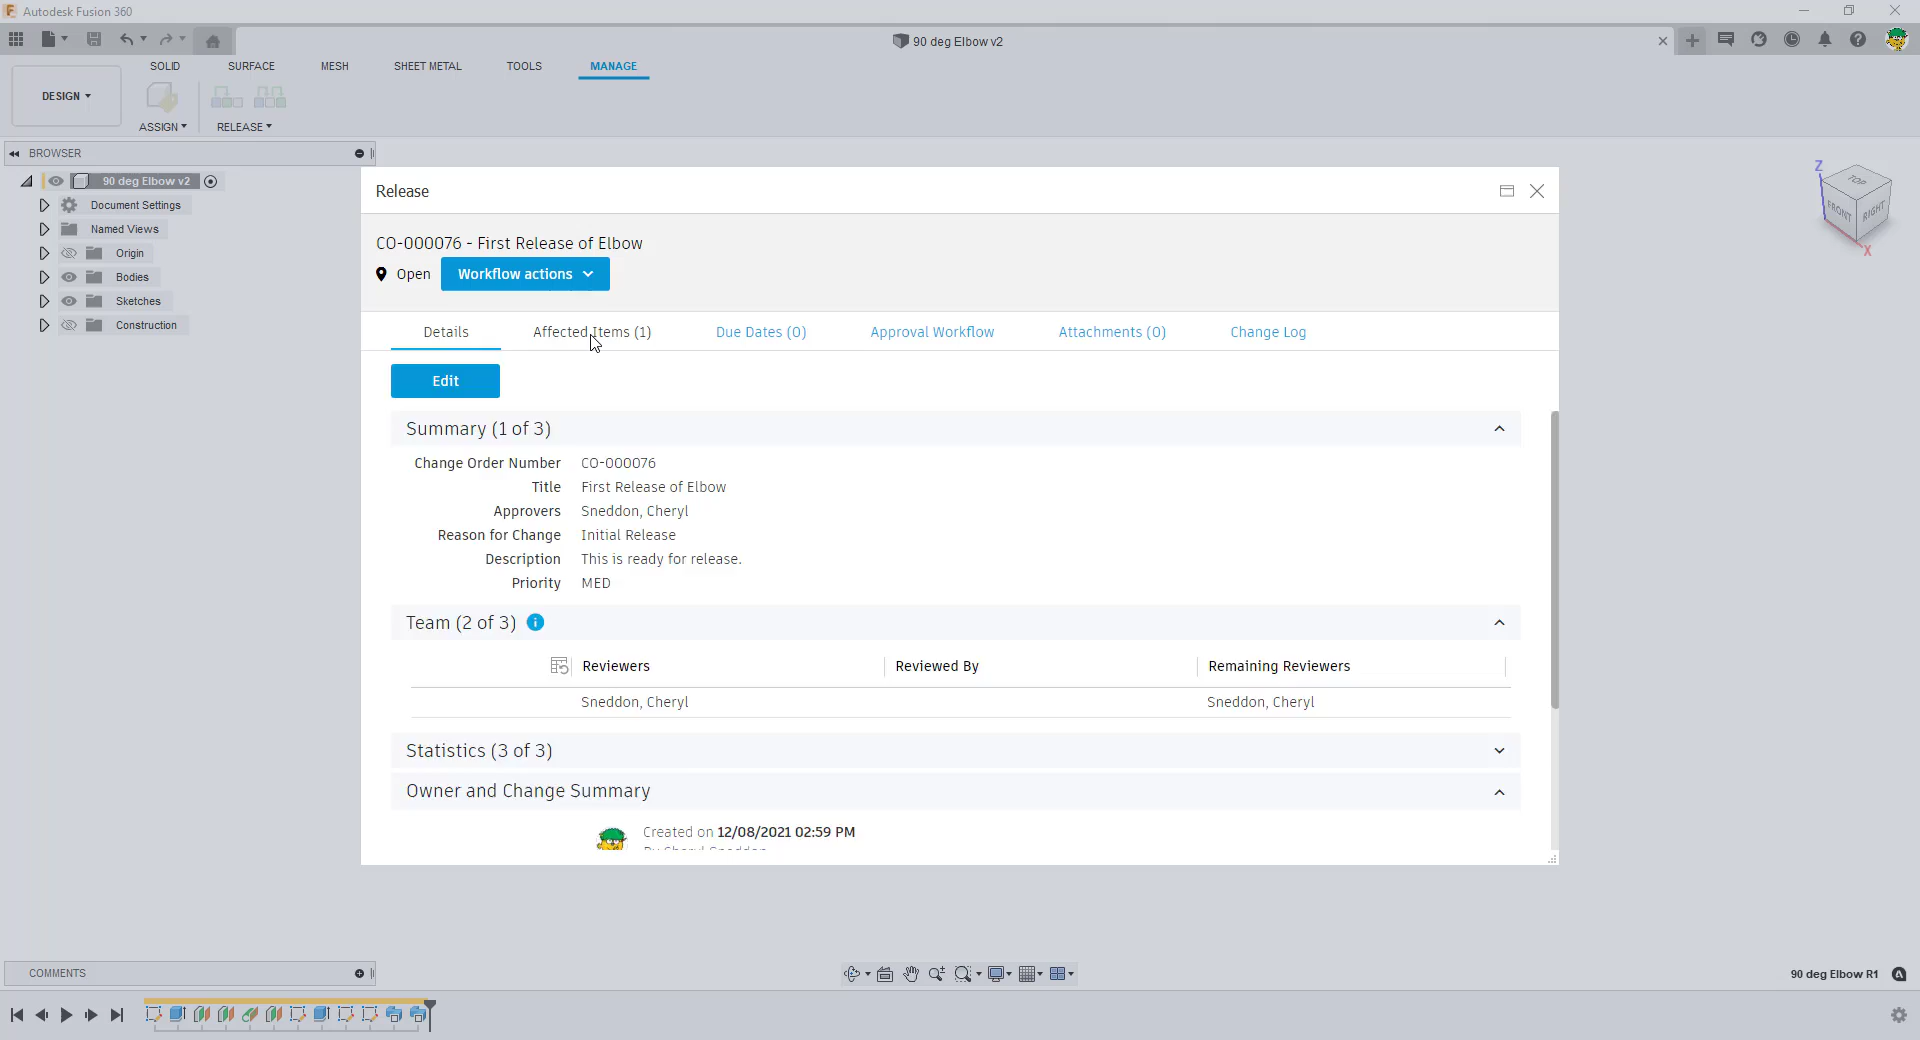 Autodesk Fusion 360
90 deg Elbow v2
SOLID SURFACE MESH SHEET METAL TOOLS MANAGE
DESIGN
ASSIGN RELEASE
BROWSER
90 deg Elbow v2
Document Settings
Named Views
Origin
Bodies
Sketches
Construction
Z
TOP
FRONT
RIGHT
X
Release
CO-000076 - First Release of Elbow
Open Workflow actions
Details Affected Items (1) Due Dates (0) Approval Workflow Attachments (0) Change Log
Edit
Summary (1 of 3)
Change Order Number CO-000076
Title First Release of Elbow
Approvers Sneddon, Cheryl
Reason for Change Initial Release
Description This is ready for release.
Priority MED
Team (2 of 3)
Reviewers Reviewed By Remaining Reviewers
Sneddon, Cheryl Sneddon, Cheryl
Statistics (3 of 3)
Owner and Change Summary
Created on 12/08/2021 02:59 PM
COMMENTS
90 deg Elbow R1